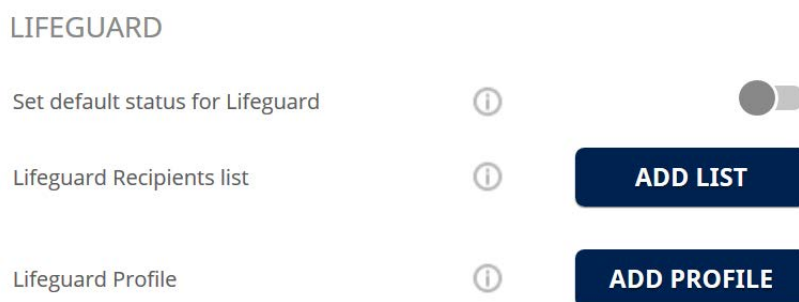 LIFEGUARD
Set default status for Lifeguard
Lifeguard Recipients list
ADD LIST
Lifeguard Profile
ADD PROFILE